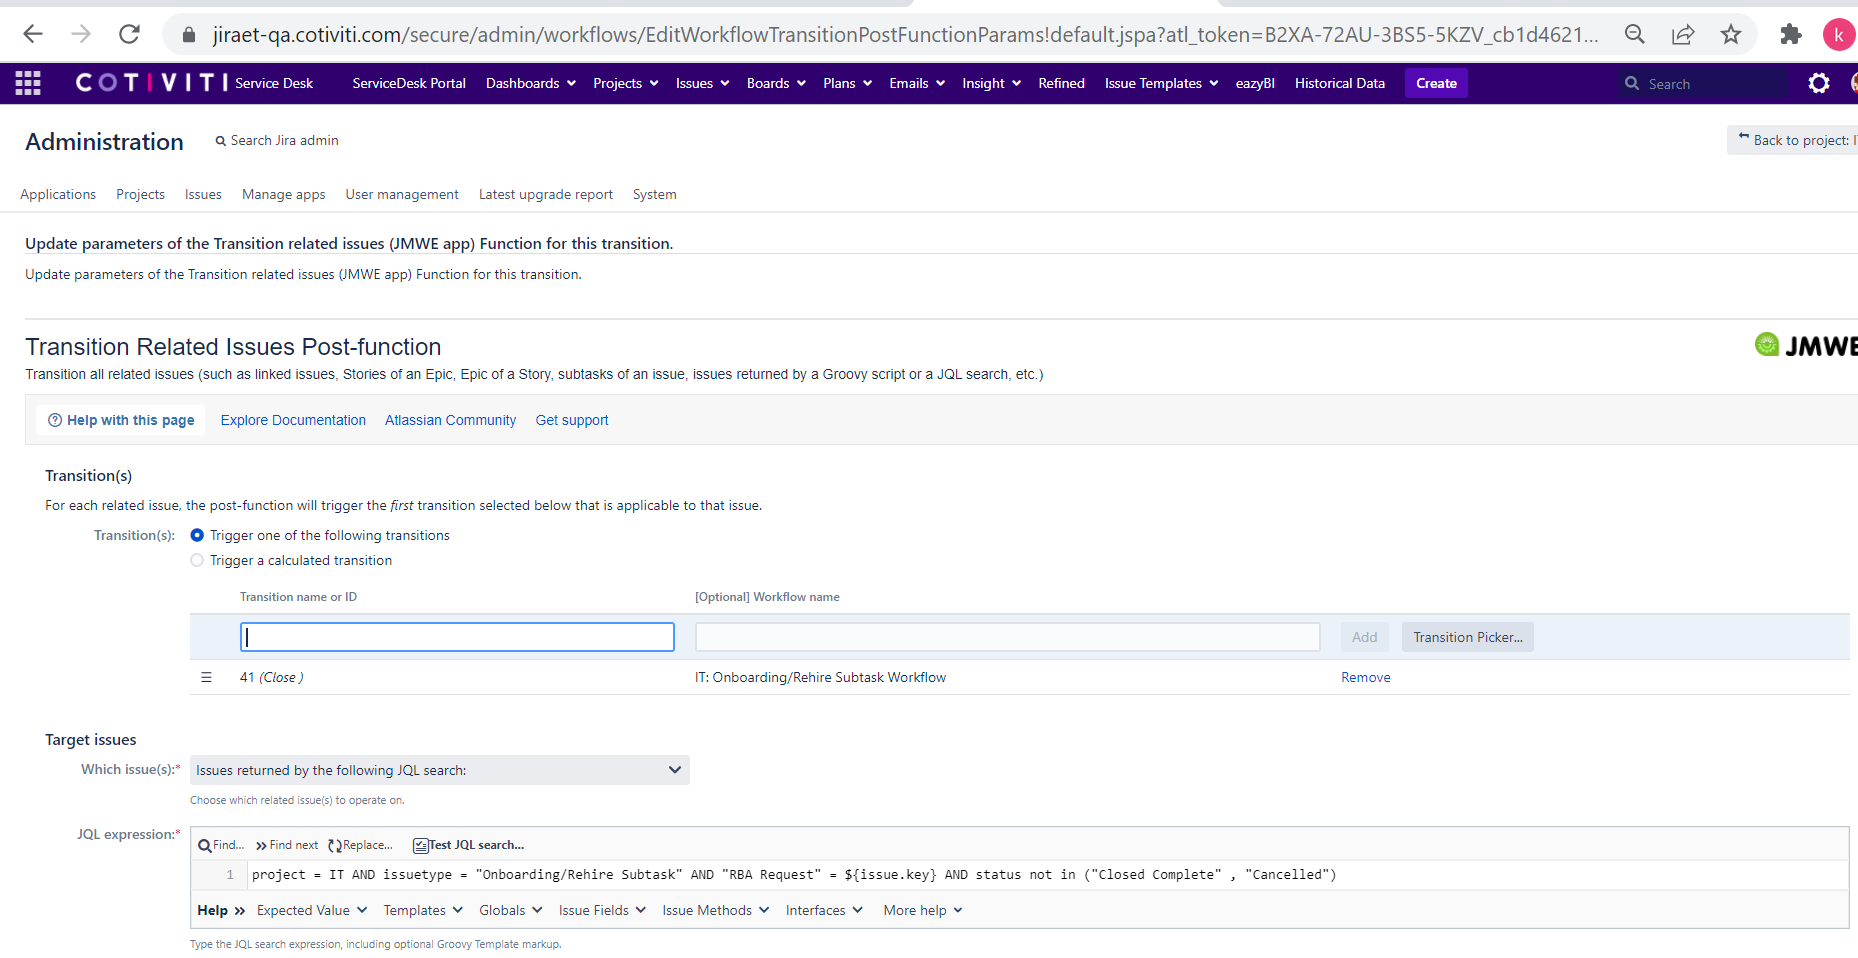 jiraet-qa.cotiviti.com/secure/admin/workflows/EditWorkflowTransitionPostFunctionParams!default.jspa?atl_token=B2XA-72AU-3BS5-5KZV_cb1d4621...
k
COTIVITI Service Desk ServiceDesk Portal Dashboards Projects Issues Boards Plans Emails Insight Refined Issue Templates eazyBI Historical Data Create Search
Administration Search Jira admin Back to project: I
Applications Projects Issues Manage apps User management Latest upgrade report System
Update parameters of the Transition related issues (JMWE app) Function for this transition.
Update parameters of the Transition related issues (JMWE app) Function for this transition.
Transition Related Issues Post-function JMWE
Transition all related issues (such as linked issues, Stories of an Epic, Epic of a Story, subtasks of an issue, issues returned by a Groovy script or a JQL search, etc.)
Help with this page Explore Documentation Atlassian Community Get support
Transition(s)
For each related issue, the post-function will trigger the first transition selected below that is applicable to that issue.
Transition(s): Trigger one of the following transitions
Trigger a calculated transition
Transition name or ID [Optional] Workflow name
Add Transition Picker...
41 (Close ) IT: Onboarding/Rehire Subtask Workflow Remove
Target issues
Which issue(s):* Issues returned by the following JQL search:
Choose which related issue(s) to operate on.
JQL expression:* Find... Find next Replace... Test JQL search...
1 project = IT AND issuetype = "Onboarding/Rehire Subtask" AND "RBA Request" = ${issue.key} AND status not in ("Closed Complete" , "Cancelled")
Help » Expected Value Templates Globals Issue Fields Issue Methods Interfaces More help
Type the JQL search expression, including optional Groovy Template markup.